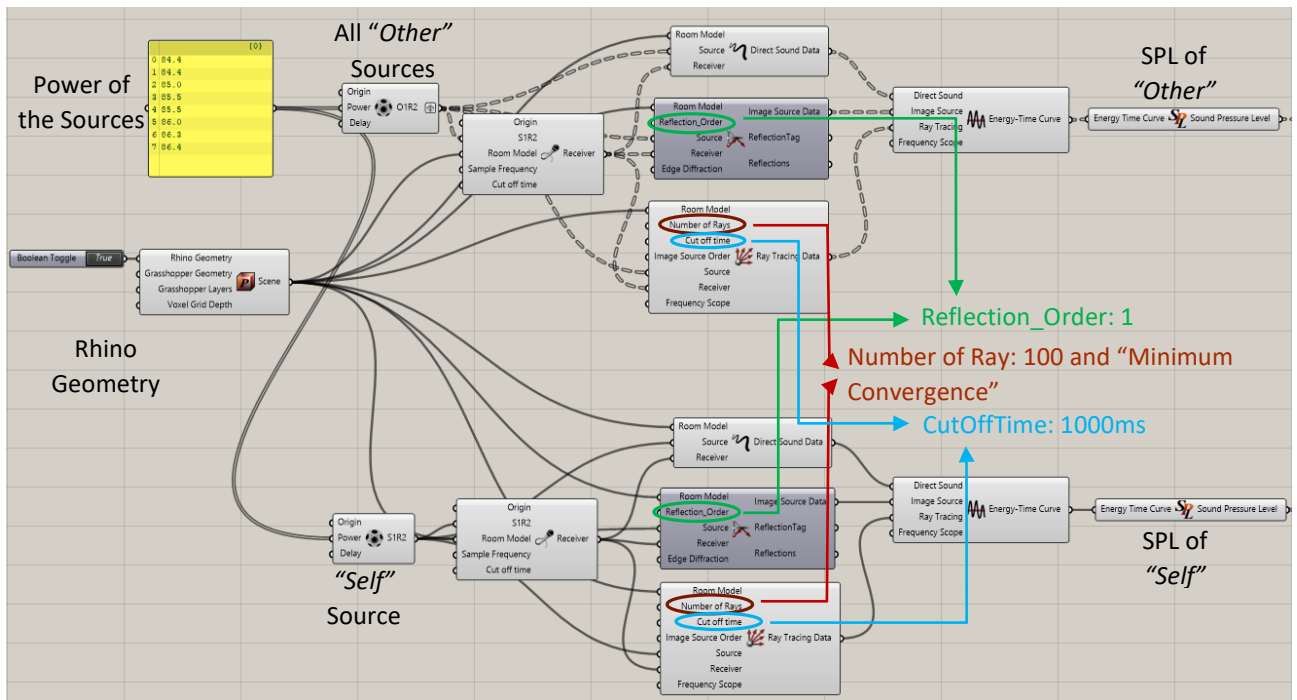 All “Other”
Sources
Power of
the Sources
{0}
0 84.4
1 84.4
2 85.0
3 85.5
4 85.5
5 86.0
6 86.3
7 86.4
Origin
Power O1R2
Delay
Origin
S1R2
Room Model Receiver
Sample Frequency
Cut off time
Room Model
Source Direct Sound Data
Receiver
Room Model Image Source Data
Reflection_Order
Source ReflectionTag
Receiver
Edge Diffraction Reflections
Room Model
Number of Rays
Cut off time
Image Source Order Ray Tracing Data
Source
Receiver
Frequency Scope
Direct Sound
Image Source
Ray Tracing Energy-Time Curve
Frequency Scope
SPL of
“Other”
Energy Time Curve SPL Sound Pressure Level
Boolean Toggle True
Rhino Geometry
Grasshopper Geometry
Grasshopper Layers Scene
Voxel Grid Depth
Rhino
Geometry
Reflection_Order: 1
Number of Ray: 100 and “Minimum
Convergence”
CutOffTime: 1000ms
Origin
Power S1R2
Delay
“Self”
Source
Origin
S1R2
Room Model Receiver
Sample Frequency
Cut off time
Room Model
Source Direct Sound Data
Receiver
Room Model Image Source Data
Reflection_Order
Source ReflectionTag
Receiver
Edge Diffraction Reflections
Room Model
Number of Rays
Cut off time
Image Source Order Ray Tracing Data
Source
Receiver
Frequency Scope
Direct Sound
Image Source
Ray Tracing Energy-Time Curve
Frequency Scope
Energy Time Curve SPL Sound Pressure Level
SPL of
“Self”